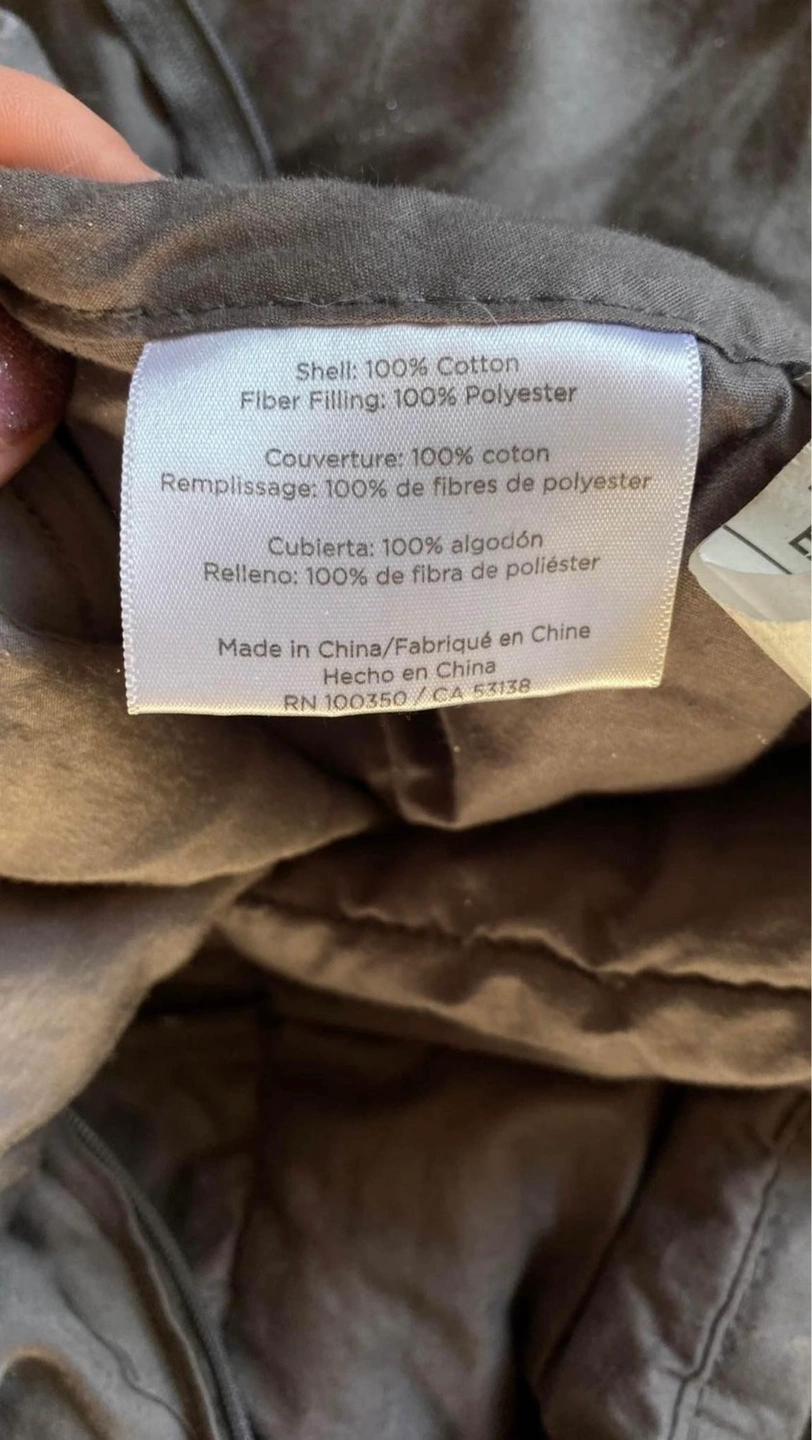 Shell: 100% Cotton
Fiber Filling: 100% Polyester
Couverture: 100% coton
Remplissage: 100% de fibres de polyester
Cubierta: 100% algodón
Relleno: 100% de fibra de poliéster
Made in China/Fabriqué en Chine
Hecho en China
RN 100350 / CA 53138